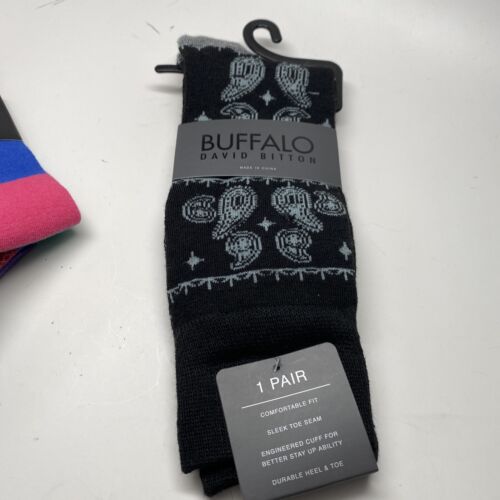 BUFFALO
DAVID BITTON
MADE IN CHINA
1 PAIR
COMFORTABLE FIT
SLEEK TOE SEAM
ENGINEERED CUFF FOR
BETTER STAY UP ABILITY
DURABLE HEEL & TOE